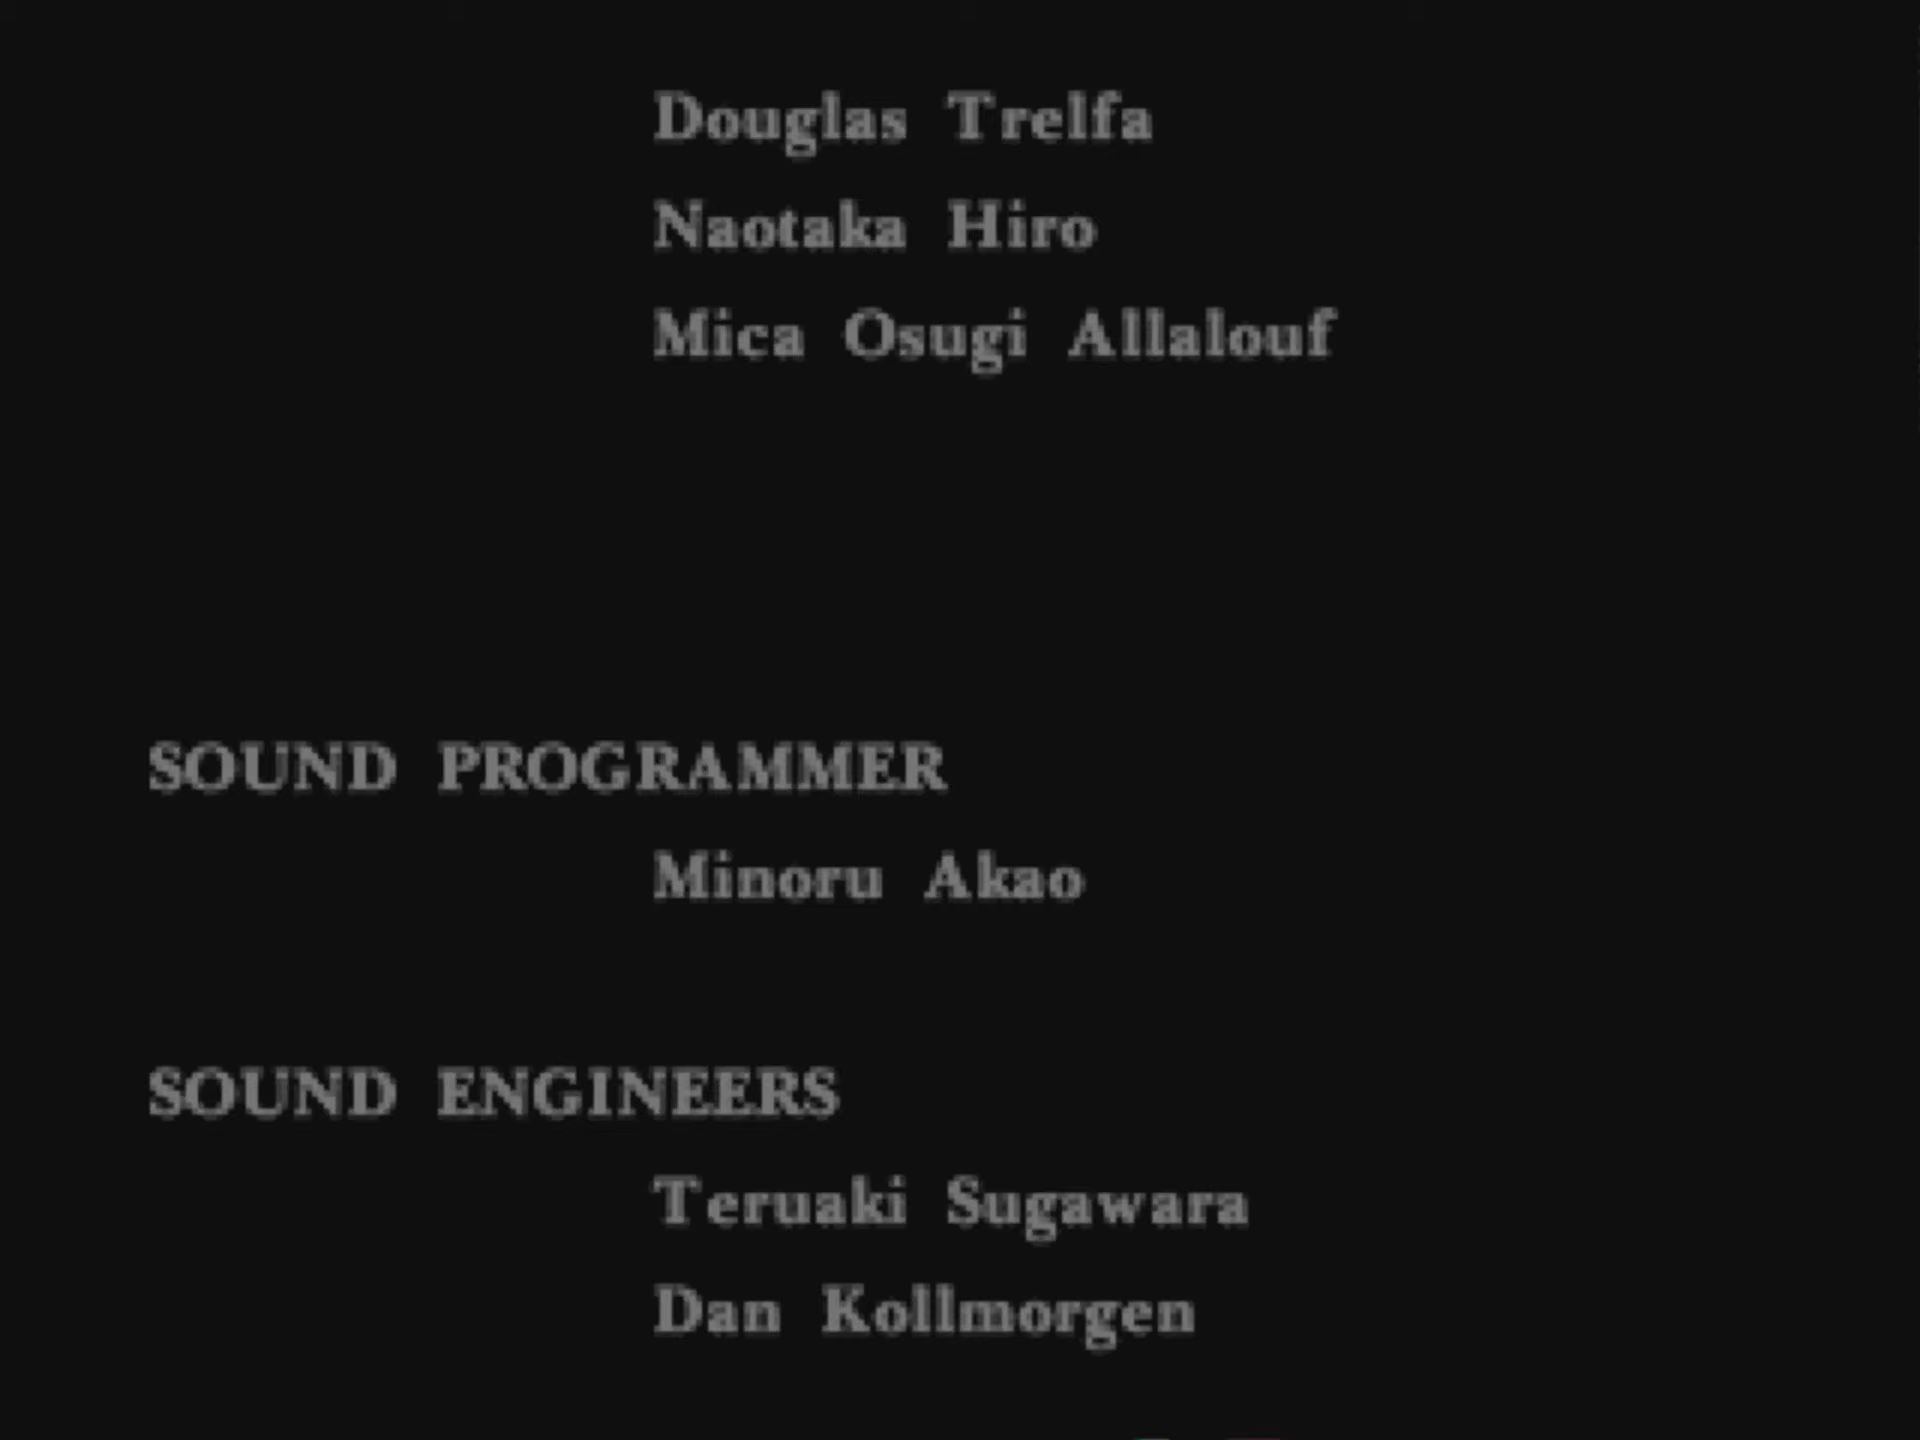 Douglas Trelfa
Naotaka Hiro
Mica Osugi Allalouf
SOUND PROGRAMMER
Minoru Akao
SOUND ENGINEERS
Teruaki Sugawara
Dan Kollmorgen